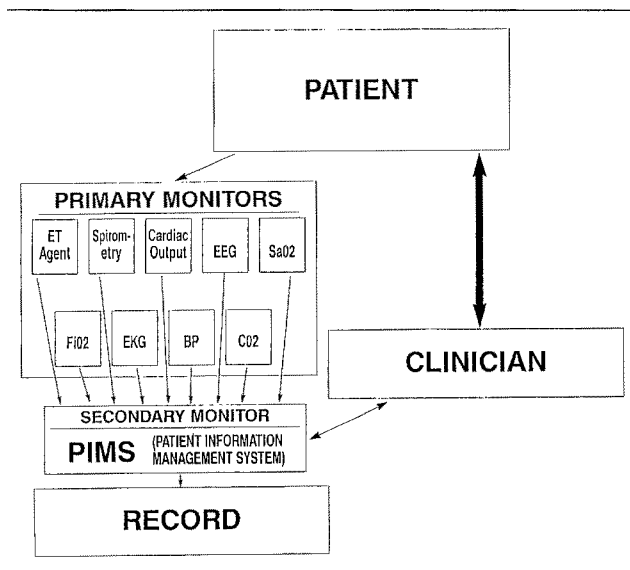 PATIENT
PRIMARY MONITORS
ET
Agent
Spirom-
etry
Cardiac
Output
EEG
Sa02
Fi02
EKG
BP
C02
CLINICIAN
SECONDARY MONITOR
PIMS (PATIENT INFORMATION
MANAGEMENT SYSTEM)
RECORD